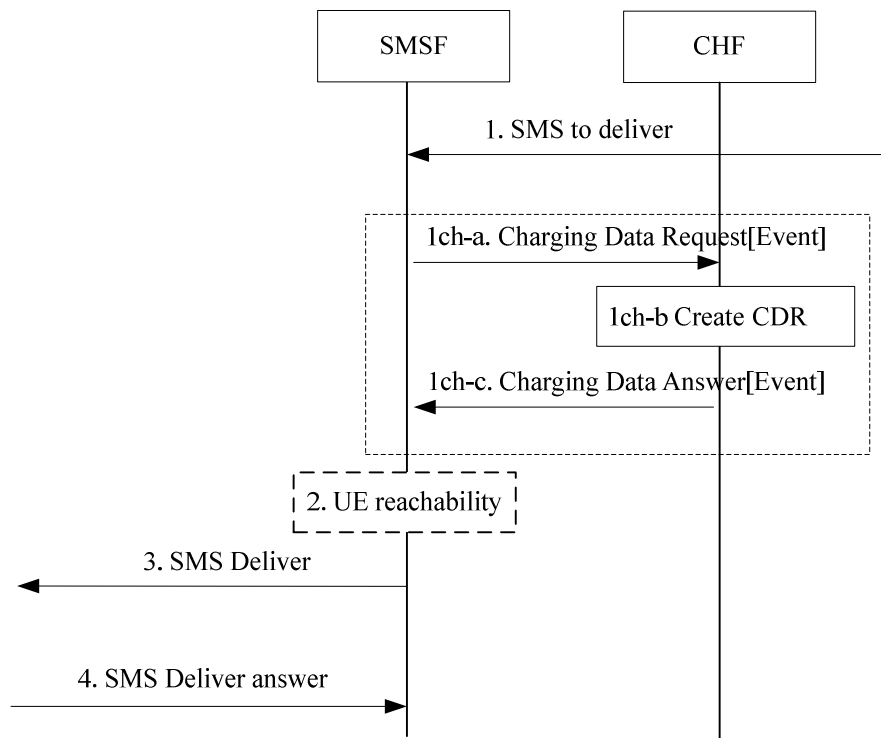 SMSF
CHF
1. SMS to deliver
1ch-a. Charging Data Request[Event]
1ch-b Create CDR
1ch-c. Charging Data Answer[Event]
2. UE reachability
3. SMS Deliver
4. SMS Deliver answer